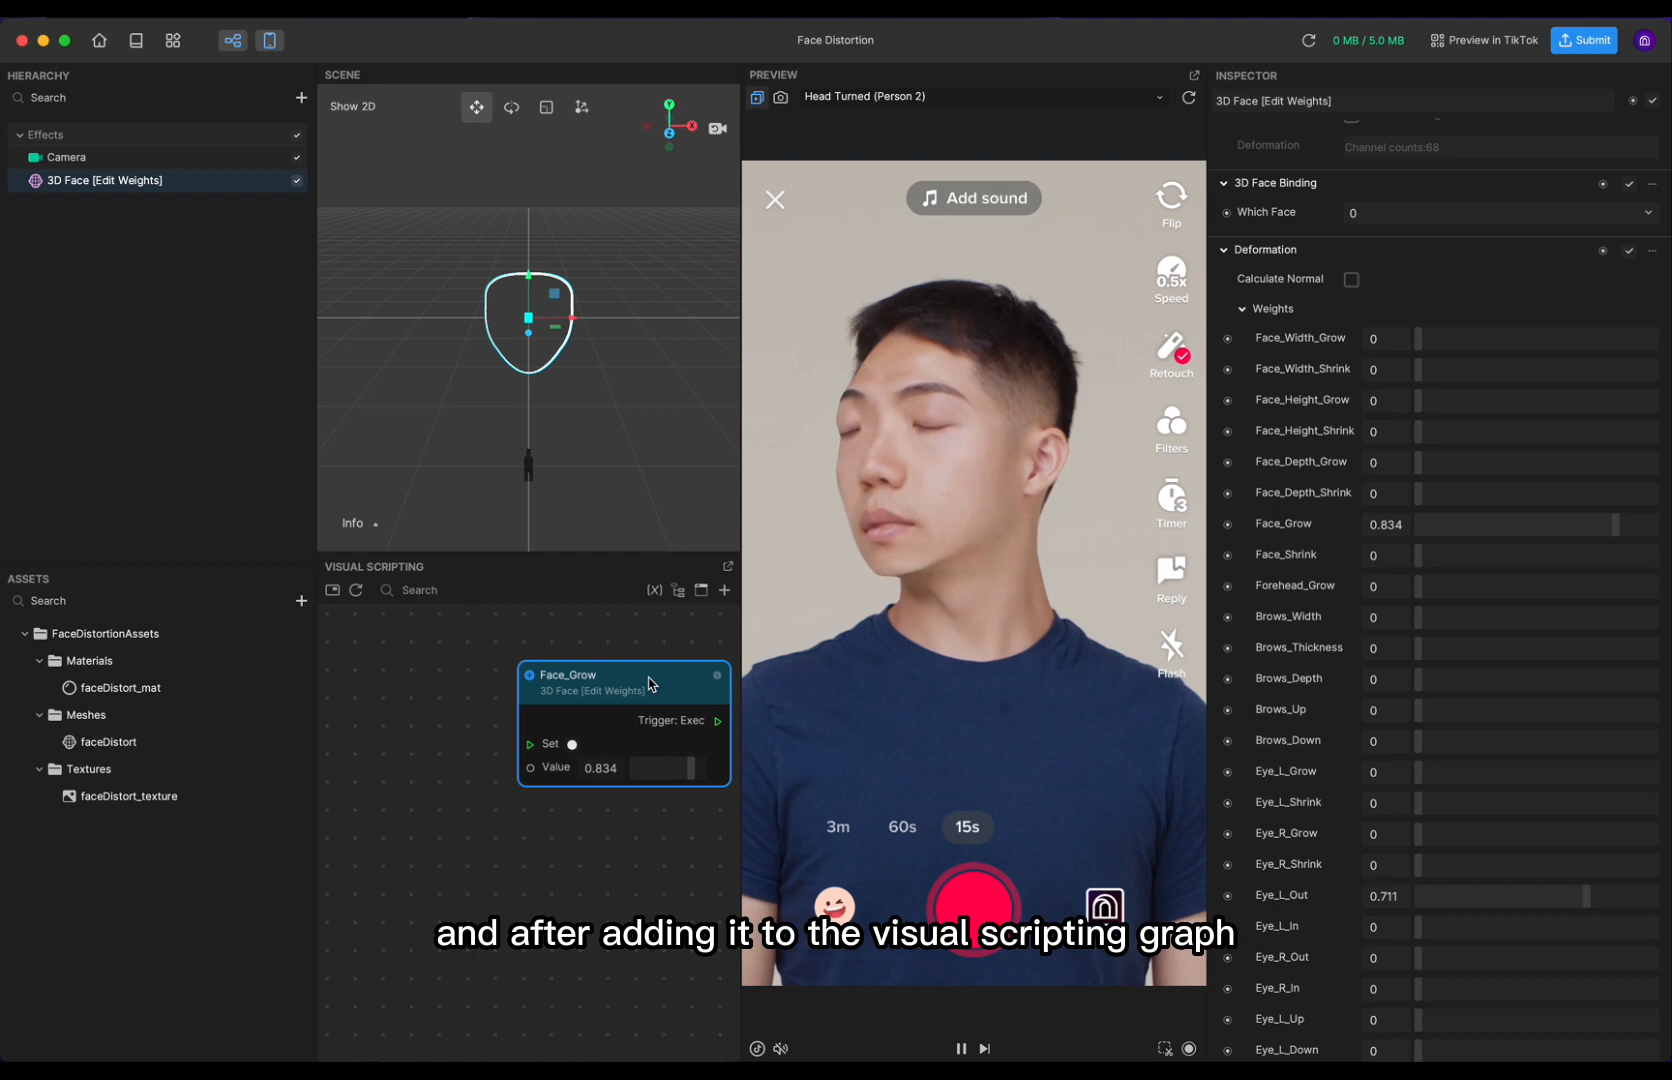 Face Distortion
0 MB / 5.0 MB
Preview in TikTok
Submit
HIERARCHY
Search
Effects
Camera
3D Face [Edit Weights]
ASSETS
Search
FaceDistortionAssets
Materials
faceDistort_mat
Meshes
faceDistort
Textures
faceDistort_texture
SCENE
Show 2D
Y
X
Z
Info
VISUAL SCRIPTING
(X)
Search
Face_Grow
3D Face [Edit Weights]
Trigger: Exec
Set
Value 0.834
PREVIEW
Head Turned (Person 2)
Add sound
Flip
0.5x
Speed
Retouch
Filters
3
Timer
Reply
Flash
3m 60s 15s
and after adding it to the visual scripting graph
INSPECTOR
3D Face [Edit Weights]
Deformation Channel counts:68
3D Face Binding
Which Face 0
Deformation
Calculate Normal
Weights
Face_Width_Grow 0
Face_Width_Shrink 0
Face_Height_Grow 0
Face_Height_Shrink 0
Face_Depth_Grow 0
Face_Depth_Shrink 0
Face_Grow 0.834
Face_Shrink 0
Forehead_Grow 0
Brows_Width 0
Brows_Thickness 0
Brows_Depth 0
Brows_Up 0
Brows_Down 0
Eye_L_Grow 0
Eye_L_Shrink 0
Eye_R_Grow 0
Eye_R_Shrink 0
Eye_L_Out 0.711
Eye_L_In 0
Eye_R_Out 0
Eye_R_In 0
Eye_L_Up 0
Eye_L_Down 0